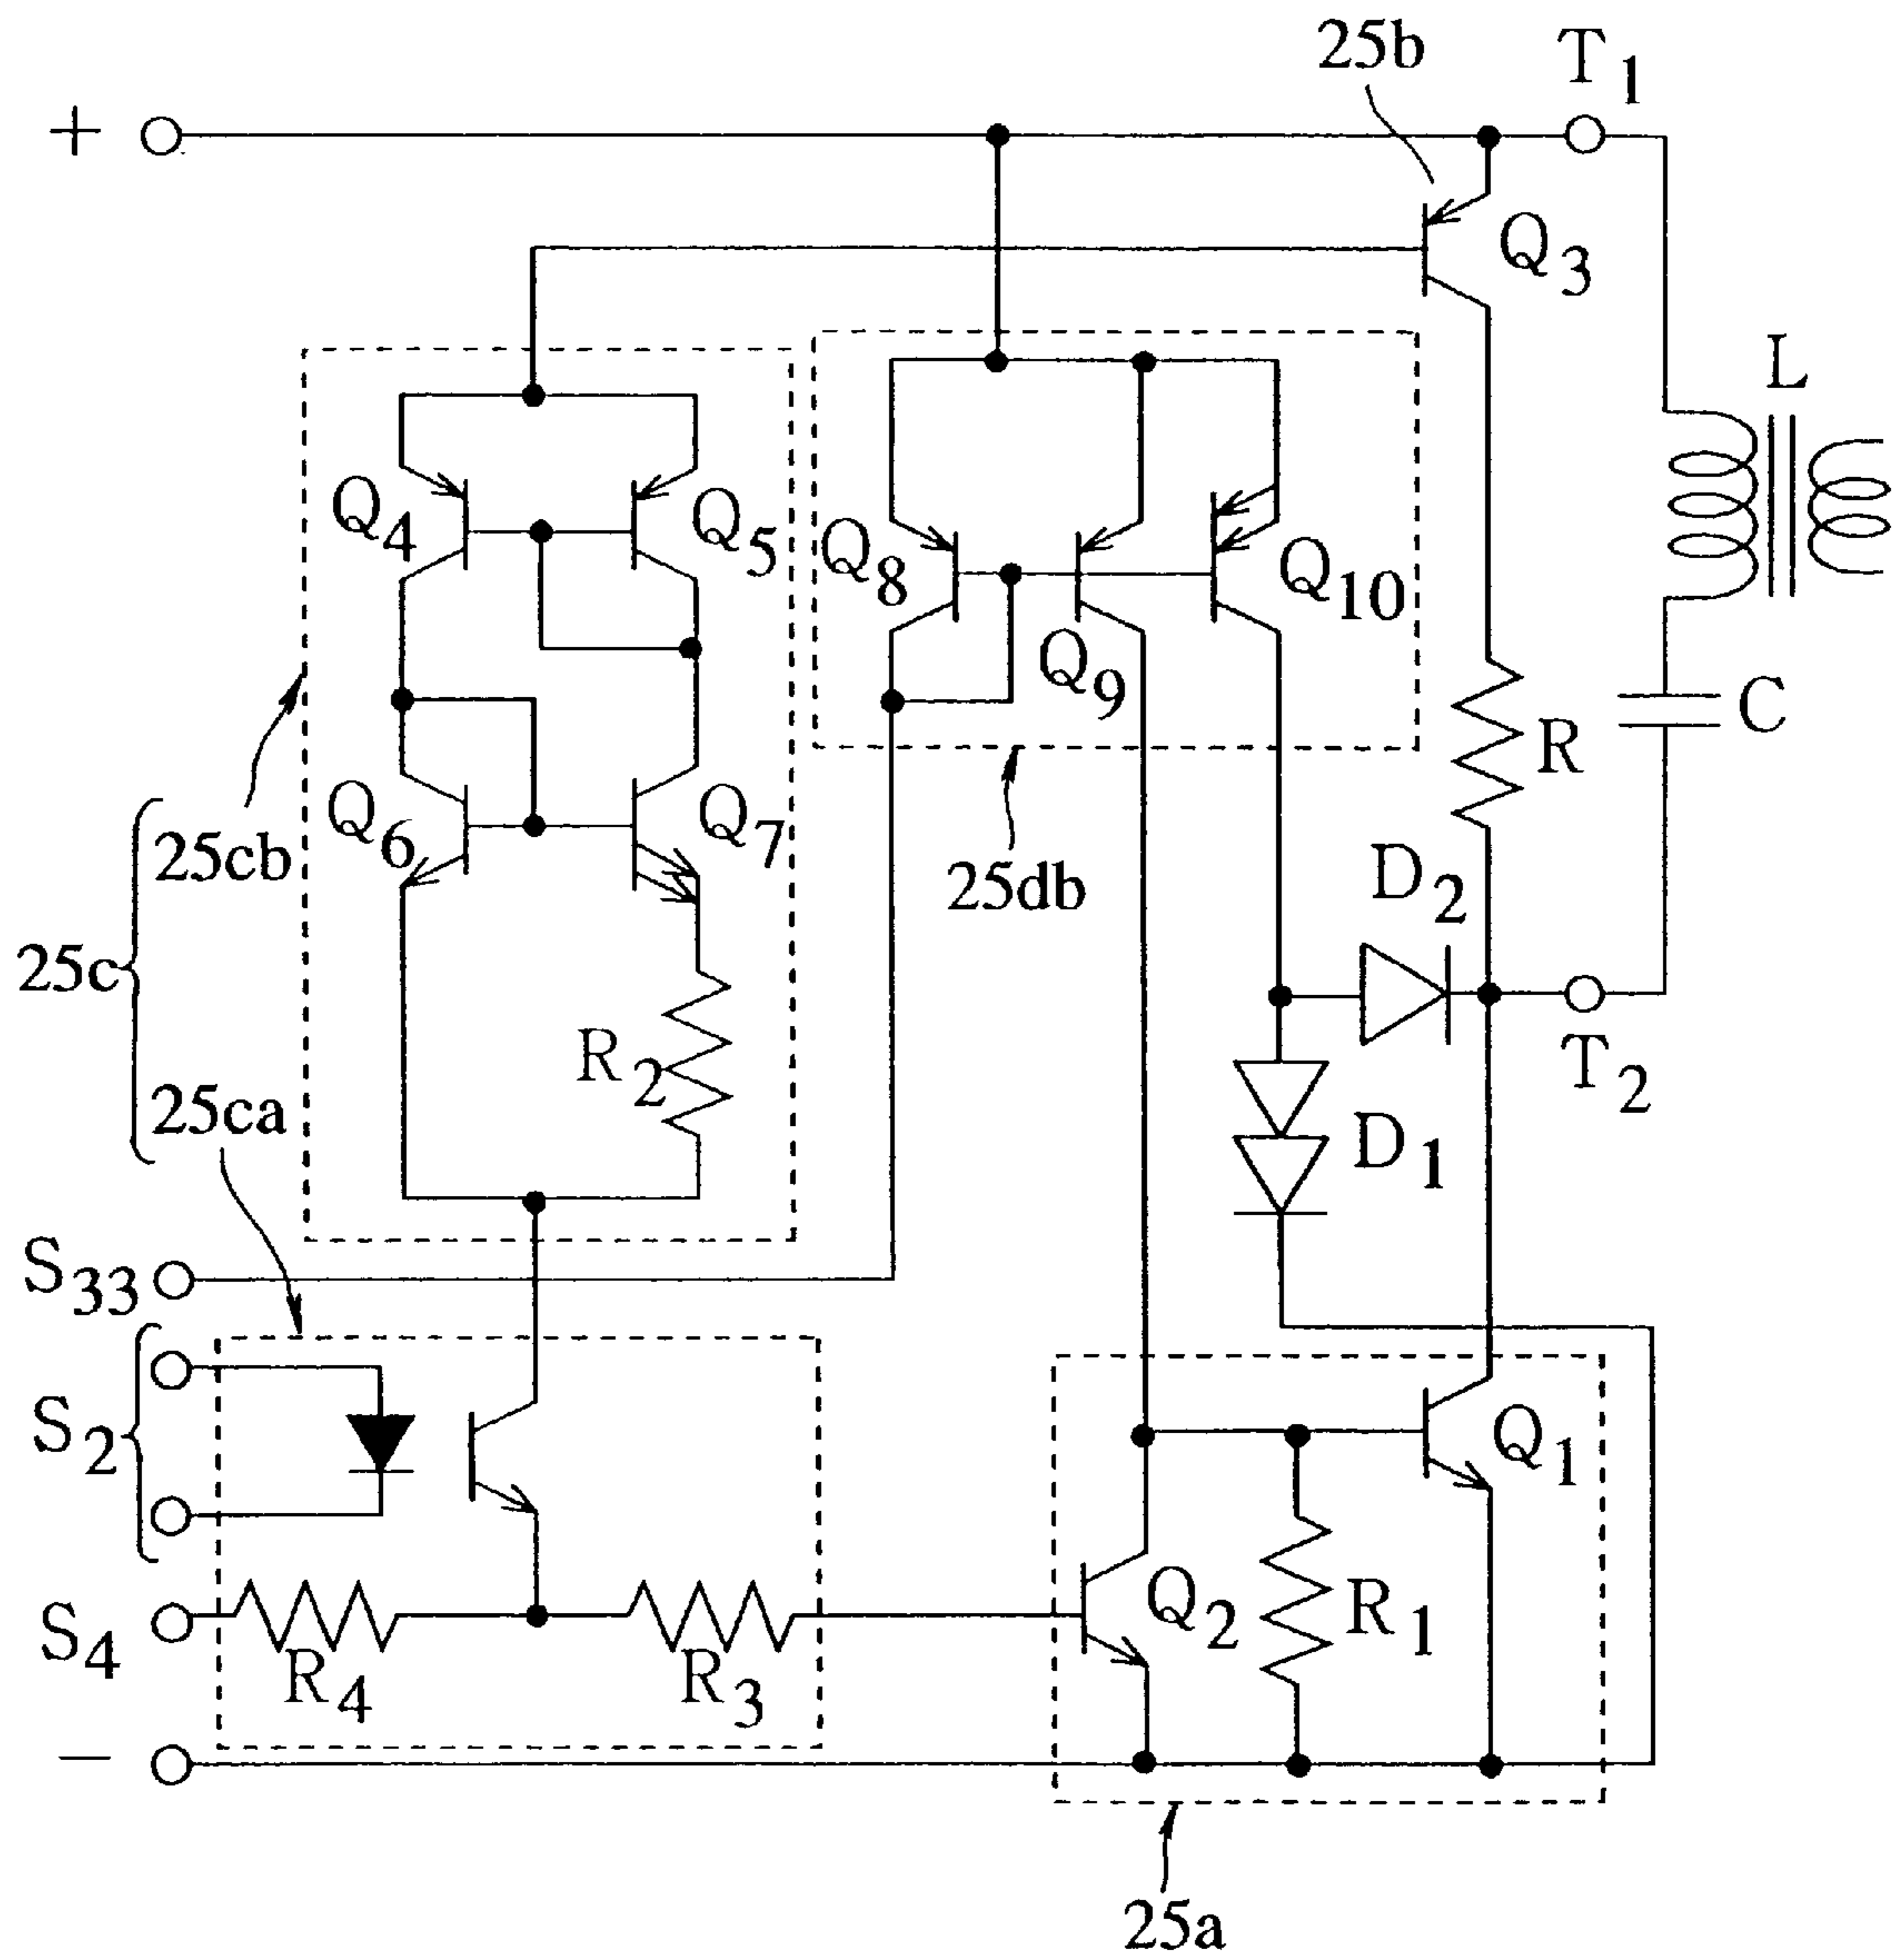 25b
T1
+
Q3
L
Q4
Q5
Q8
Q10
Q9
R
C
Q6
Q7
25cb
25db
D2
25c
R2
T2
25ca
D1
S33
S2
Q1
Q2
R1
S4
R4
R3
−
25a